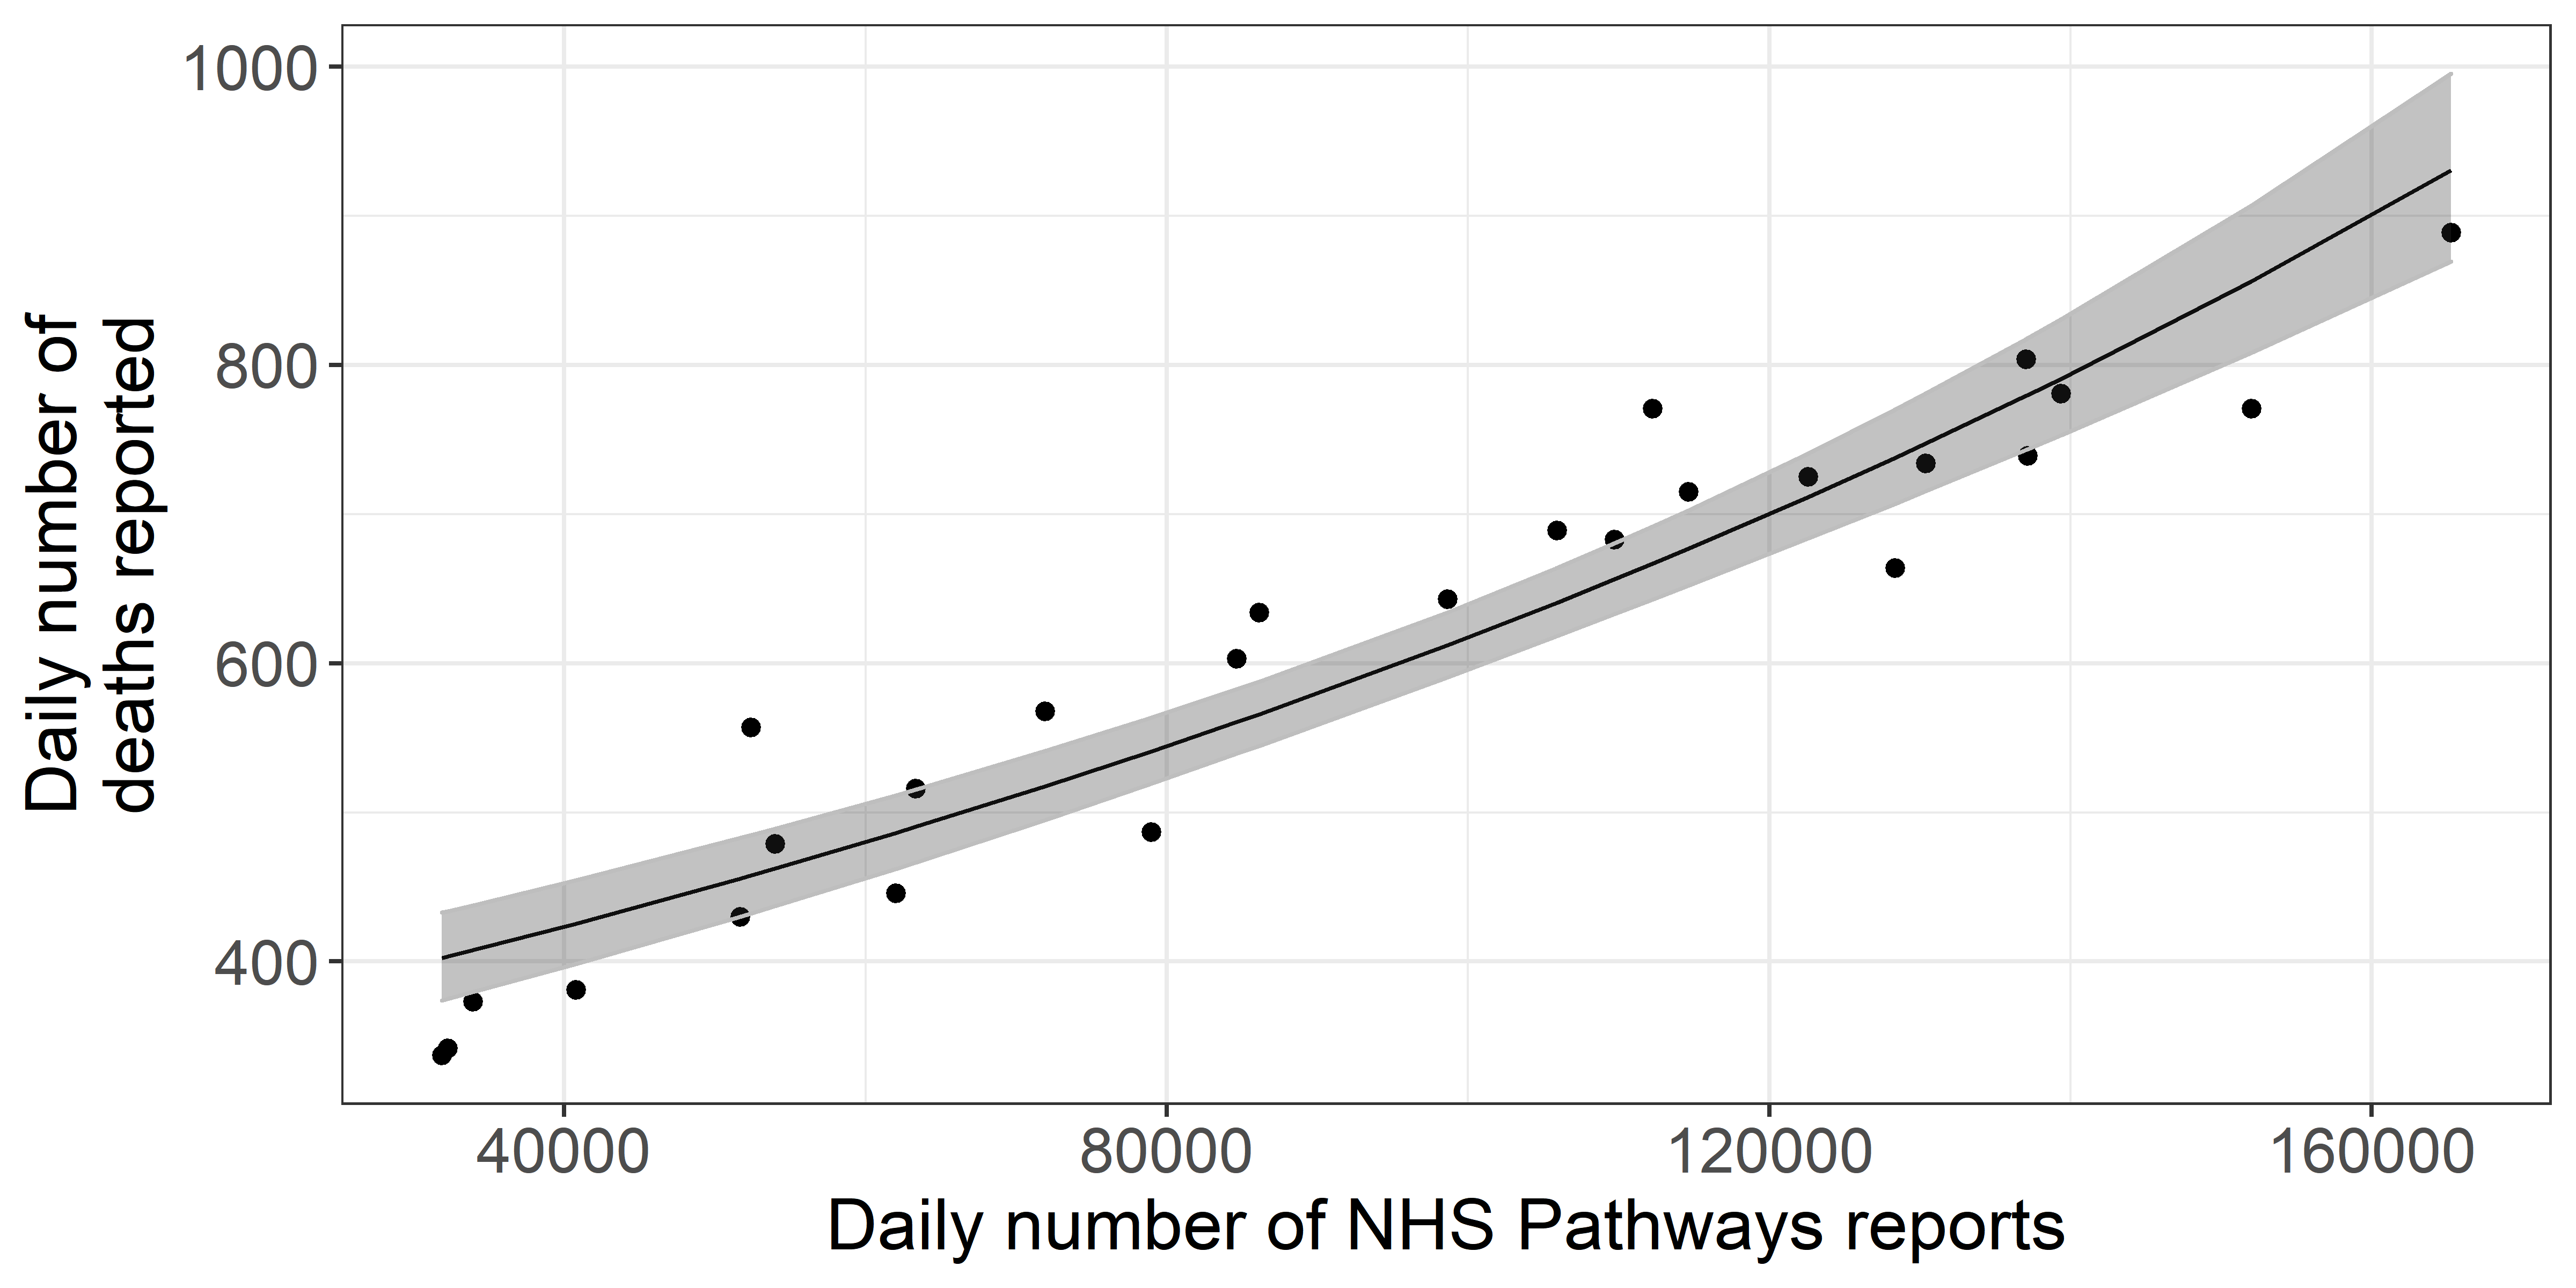 Daily number of
deaths reported
1000
800
600
400
40000
80000
120000
160000
Daily number of NHS Pathways reports